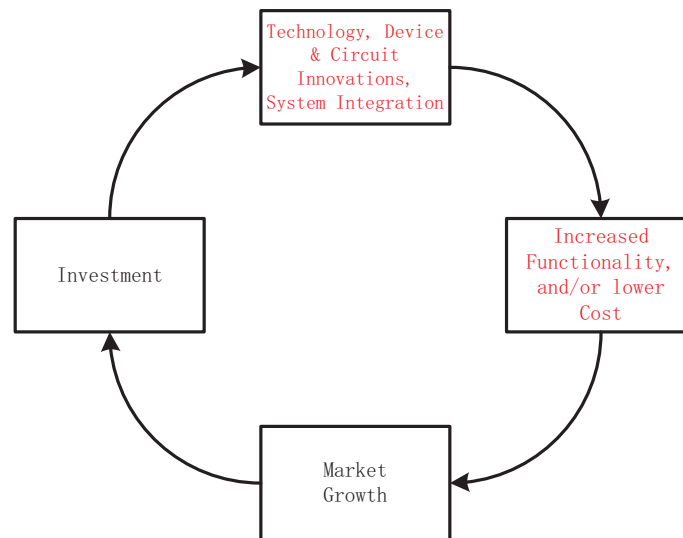 Technology, Device
& Circuit
Innovations,
System Integration
Increased
Functionality,
and/or lower
Cost
Investment
Market
Growth